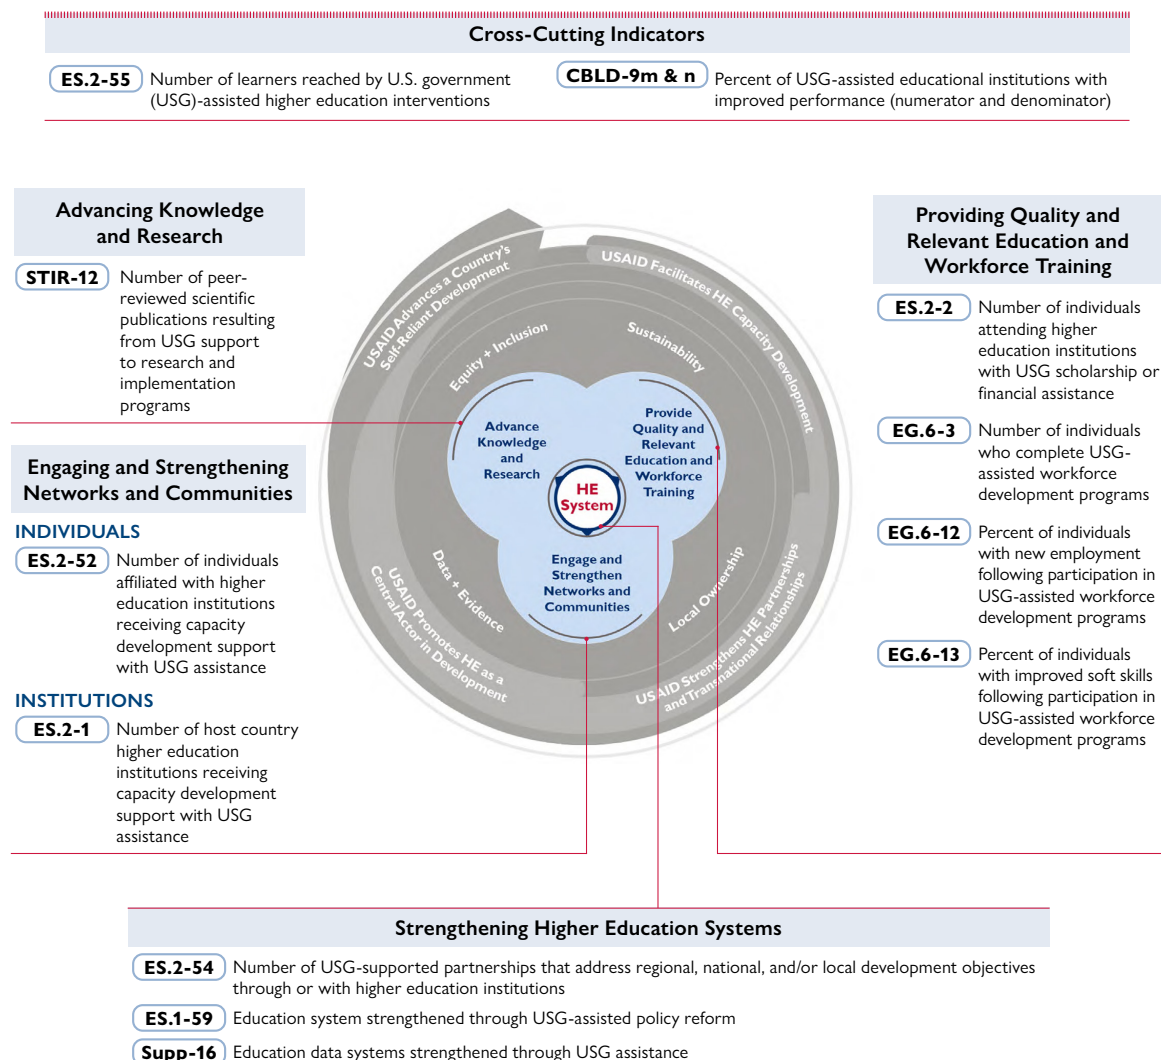 Cross-Cutting Indicators
ES.2-55
Number of learners reached by U.S. government
(USG)-assisted higher education interventions
CBLD-9m & n
Percent of USG-assisted educational institutions with
improved performance (numerator and denominator)
Advancing Knowledge
and Research
STIR-12
Number of peer-
reviewed scientific
publications resulting
from USG support
to research and
implementation
programs
Engaging and Strengthening
Networks and Communities
INDIVIDUALS
ES.2-52
Number of individuals
affiliated with higher
education institutions
receiving capacity
development support
with USG assistance
INSTITUTIONS
ES.2-1
Number of host country
higher education
institutions receiving
capacity development
support with USG
assistance
USAID Advances a Country's
Self-Reliant Development
USAID Facilitates HE Capacity Development
Equity + Inclusion
Sustainability
Advance
Knowledge
and
Research
Provide
Quality and
Relevant
Education and
Workforce
Training
HE
System
Engage and
Strengthen
Networks and
Communities
Data + Evidence
Local Ownership
USAID Promotes HE as a
Central Actor in Development
USAID Strengthens HE Partnerships
and Transnational Relationships
Providing Quality and
Relevant Education and
Workforce Training
ES.2-2
Number of individuals
attending higher
education institutions
with USG scholarship or
financial assistance
EG.6-3
Number of individuals
who complete USG-
assisted workforce
development programs
EG.6-12
Percent of individuals
with new employment
following participation in
USG-assisted workforce
development programs
EG.6-13
Percent of individuals
with improved soft skills
following participation in
USG-assisted workforce
development programs
Strengthening Higher Education Systems
ES.2-54
Number of USG-supported partnerships that address regional, national, and/or local development objectives
through or with higher education institutions
ES.1-59
Education system strengthened through USG-assisted policy reform
Supp-16
Education data systems strengthened through USG assistance